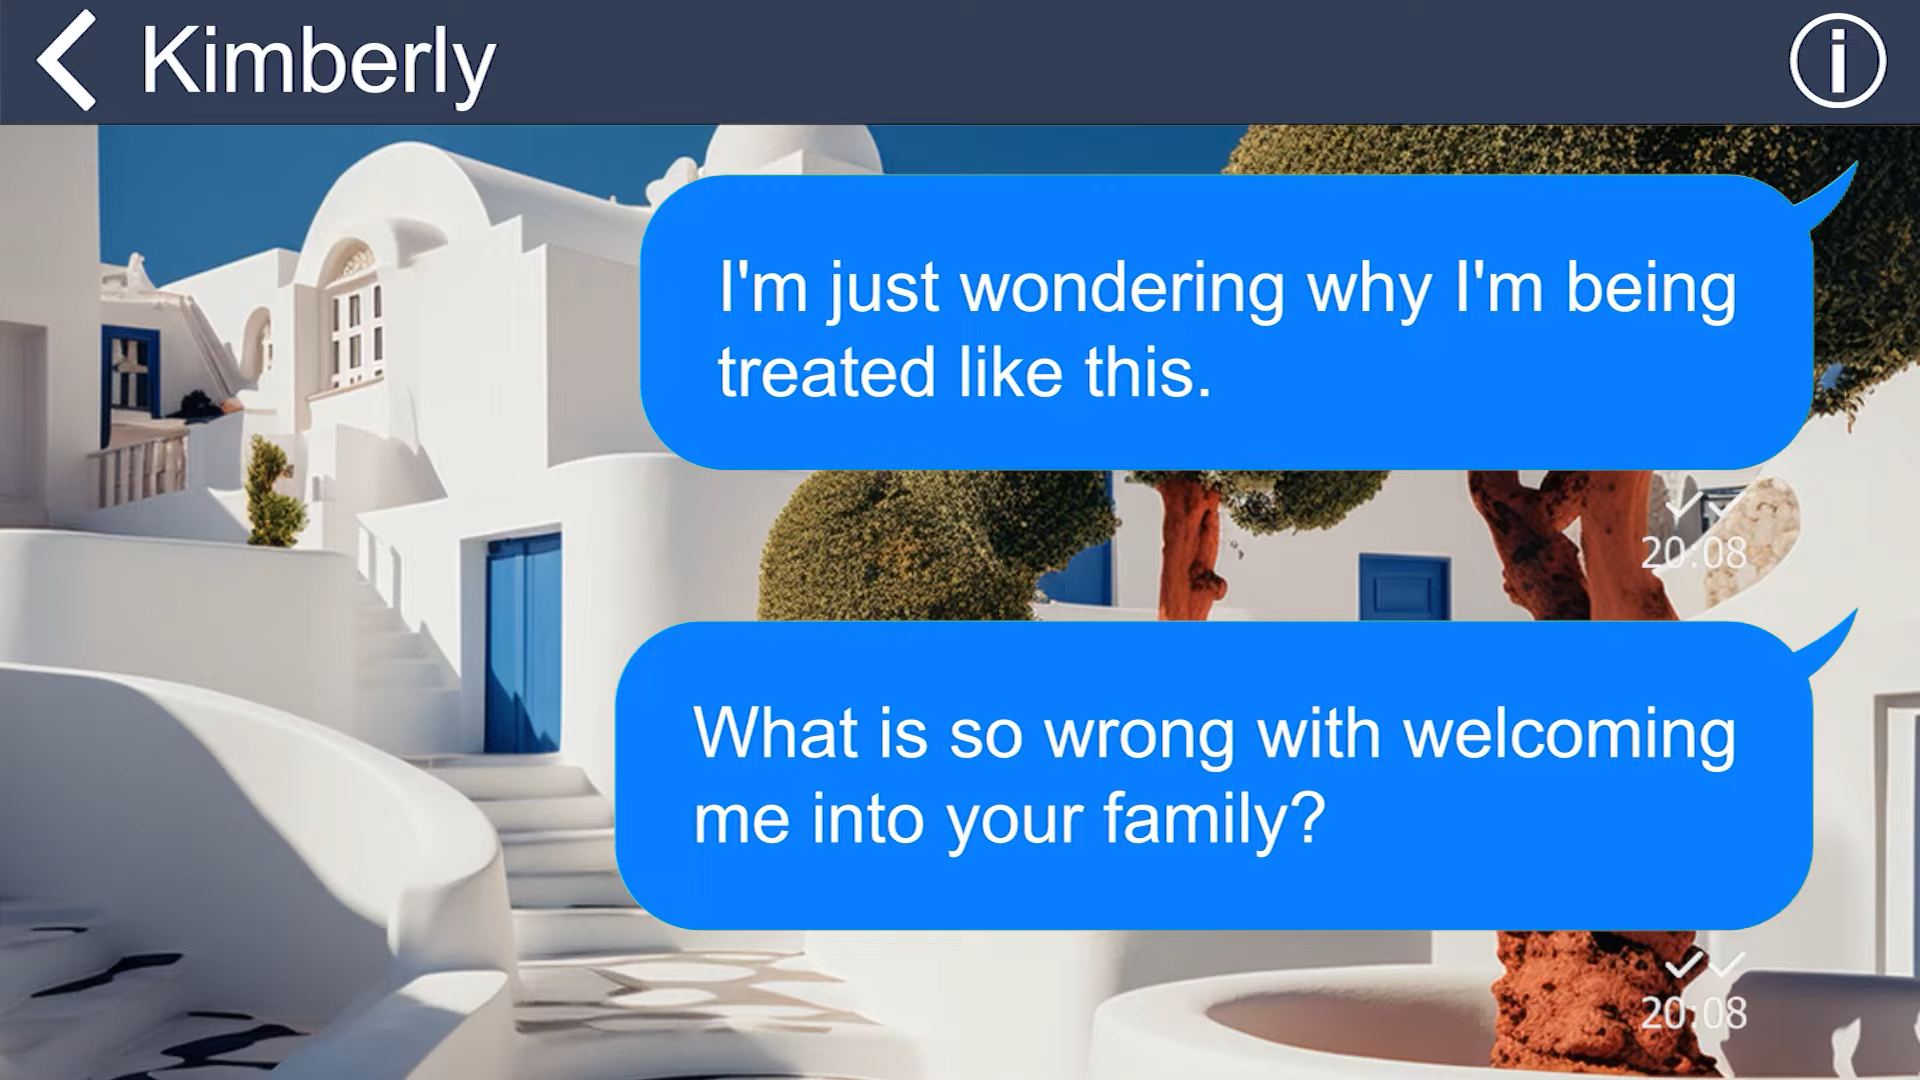 Kimberly
I'm just wondering why I'm being
treated like this.
20:08
What is so wrong with welcoming
me into your family?
20:08